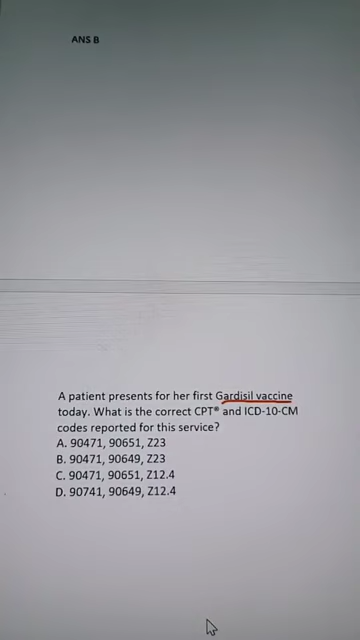 ANS B
A patient presents for her first Gardisil vaccine
today. What is the correct CPT® and ICD-10-CM
codes reported for this service?
A. 90471, 90651, Z23
B. 90471, 90649, Z23
C. 90471, 90651, Z12.4
D. 90741, 90649, Z12.4